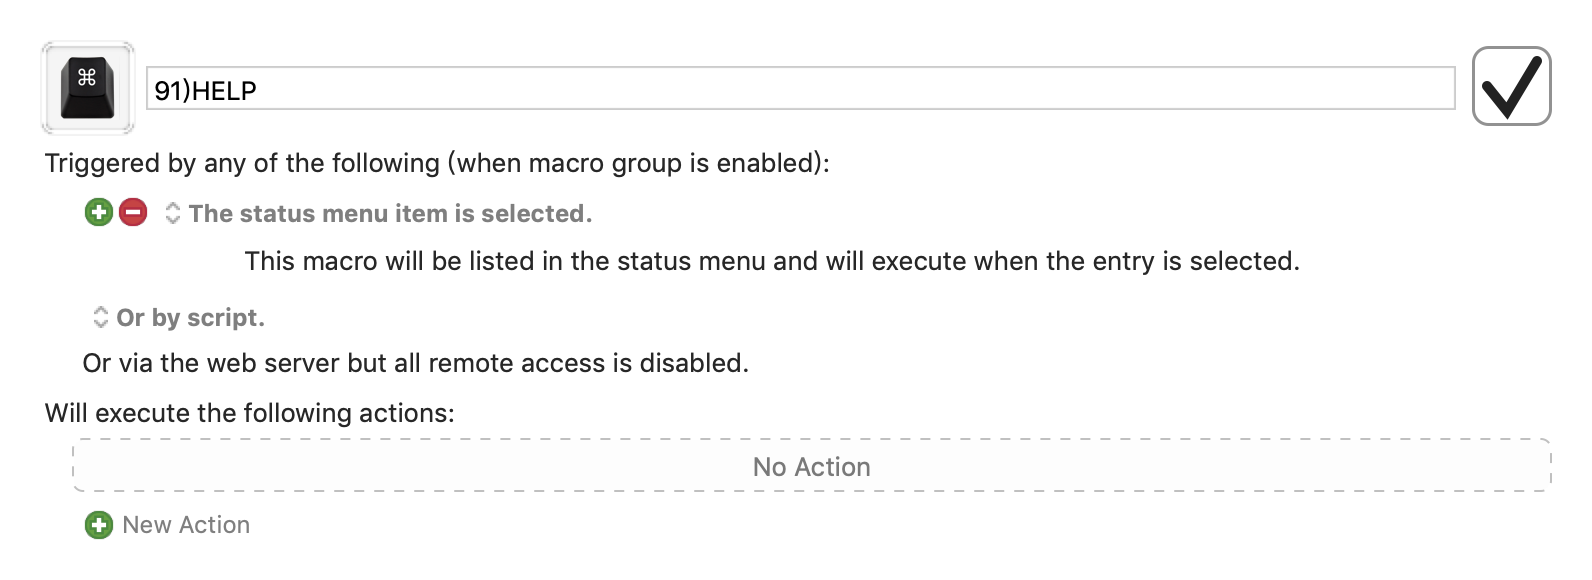 ⌘
91)HELP
Triggered by any of the following (when macro group is enabled):
The status menu item is selected.
This macro will be listed in the status menu and will execute when the entry is selected.
Or by script.
Or via the web server but all remote access is disabled.
Will execute the following actions:
No Action
New Action